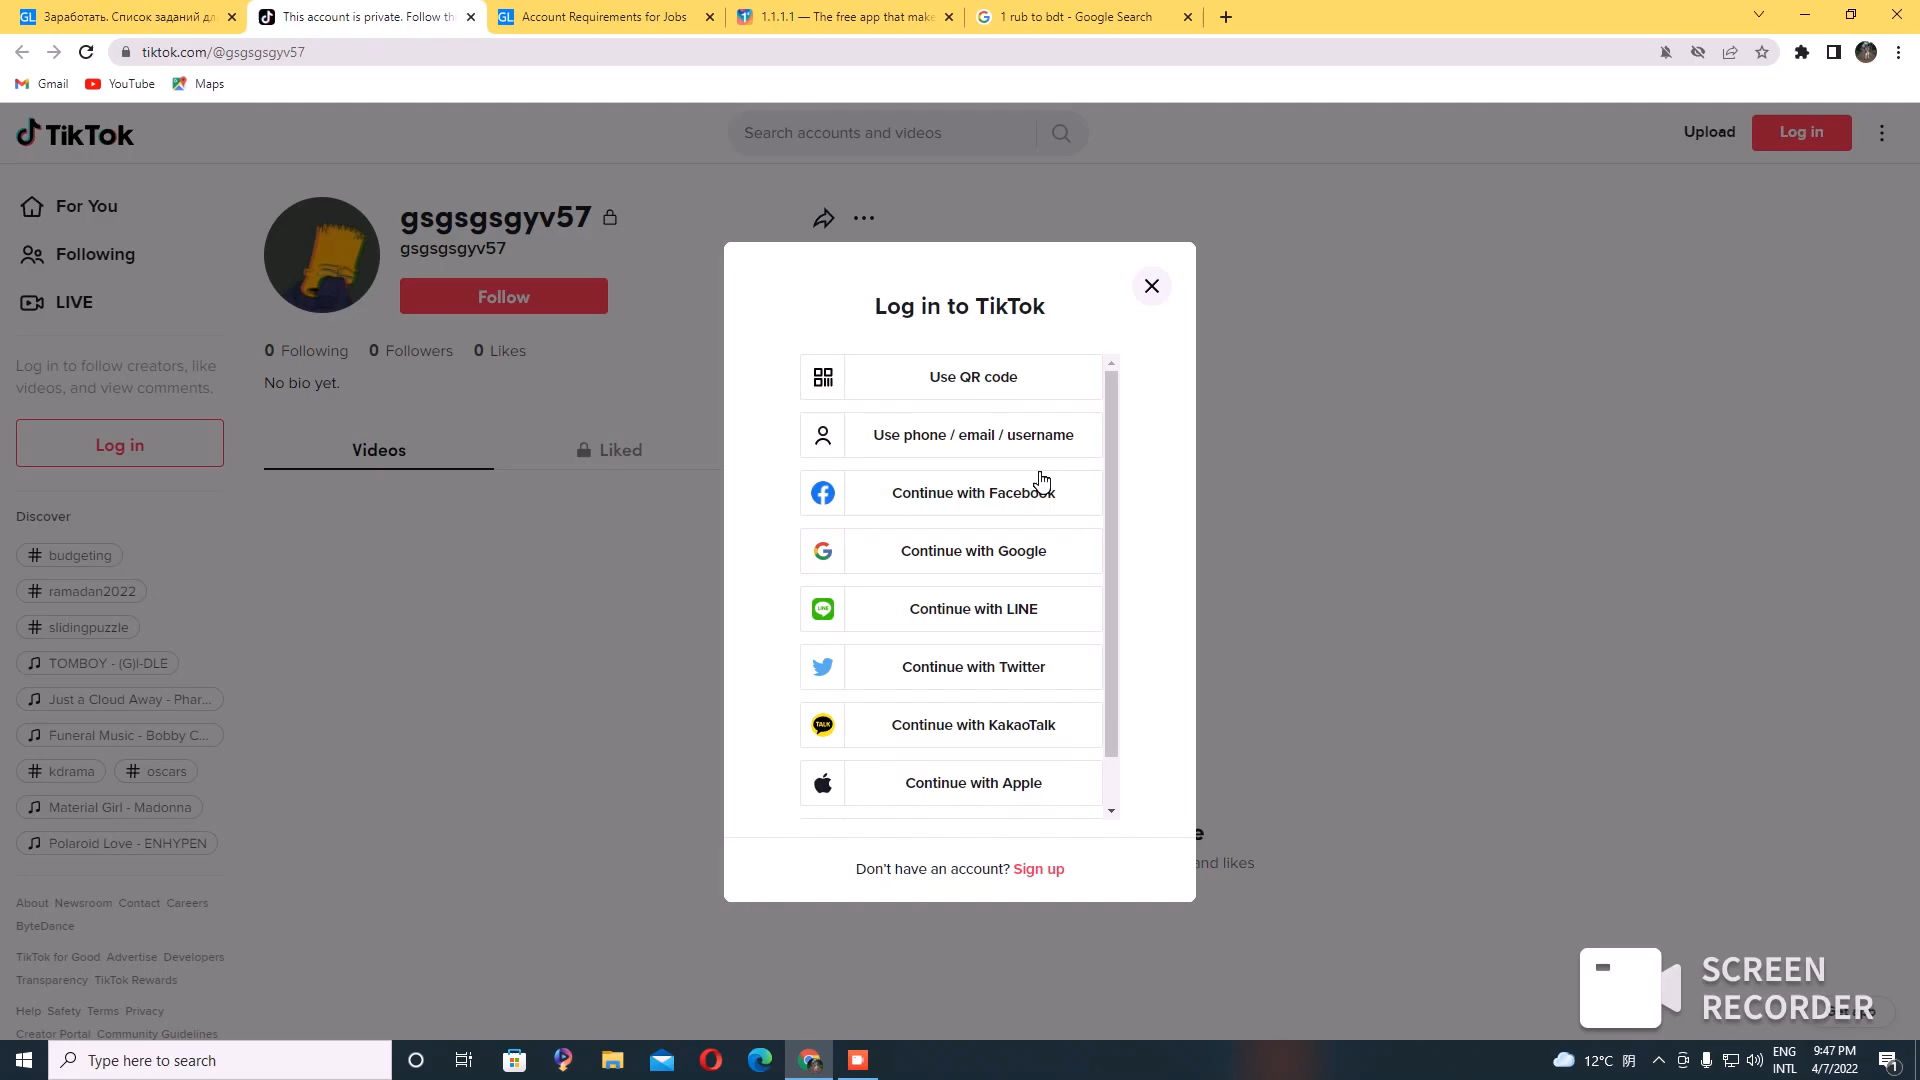 Заработать. Список заданий дл
This account is private. Follow th
Account Requirements for Jobs
1.1.1.1 — The free app that make
1 rub to bdt - Google Search
tiktok.com/@gsgsgsgyv57
Gmail
YouTube
Maps
TikTok
Search accounts and videos
Upload
Log in
For You
Following
LIVE
Log in to follow creators, like
videos, and view comments.
Log in
Discover
budgeting
ramadan2022
slidingpuzzle
TOMBOY - (G)I-DLE
Just a Cloud Away - Phar...
Funeral Music - Bobby C...
kdrama
oscars
Material Girl - Madonna
Polaroid Love - ENHYPEN
About Newsroom Contact Careers
ByteDance
TikTok for Good Advertise Developers
Transparency TikTok Rewards
Help Safety Terms Privacy
Creator Portal Community Guidelines
gsgsgsgyv57
gsgsgsgyv57
Follow
0 Following 0 Followers 0 Likes
No bio yet.
Videos
Liked
Log in to TikTok
Use QR code
Use phone / email / username
Continue with Facebook
Continue with Google
LINE
Continue with LINE
Continue with Twitter
TALK
Continue with KakaoTalk
Continue with Apple
Don't have an account? Sign up
and likes
SCREEN
RECORDER
Type here to search
12°C 阴
ENG
INTL
9:47 PM
4/7/2022
1